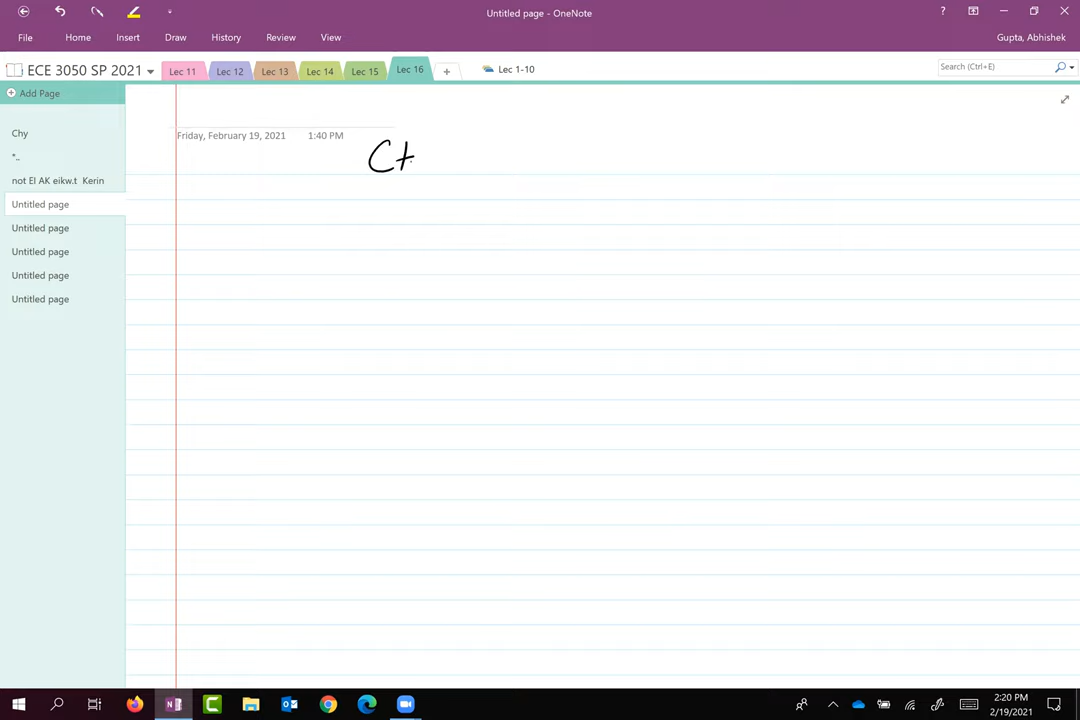 Untitled page - OneNote
?
File Home Insert Draw History Review View
Gupta, Abhishek
ECE 3050 SP 2021
Lec 11 Lec 12 Lec 13 Lec 14 Lec 15 Lec 16 + Lec 1-10
Search (Ctrl+E)
Add Page
Friday, February 19, 2021 1:40 PM
Ct
Chy
"_
not EI AK eikw.t Kerin
Untitled page
Untitled page
Untitled page
Untitled page
Untitled page
2:20 PM
2/19/2021